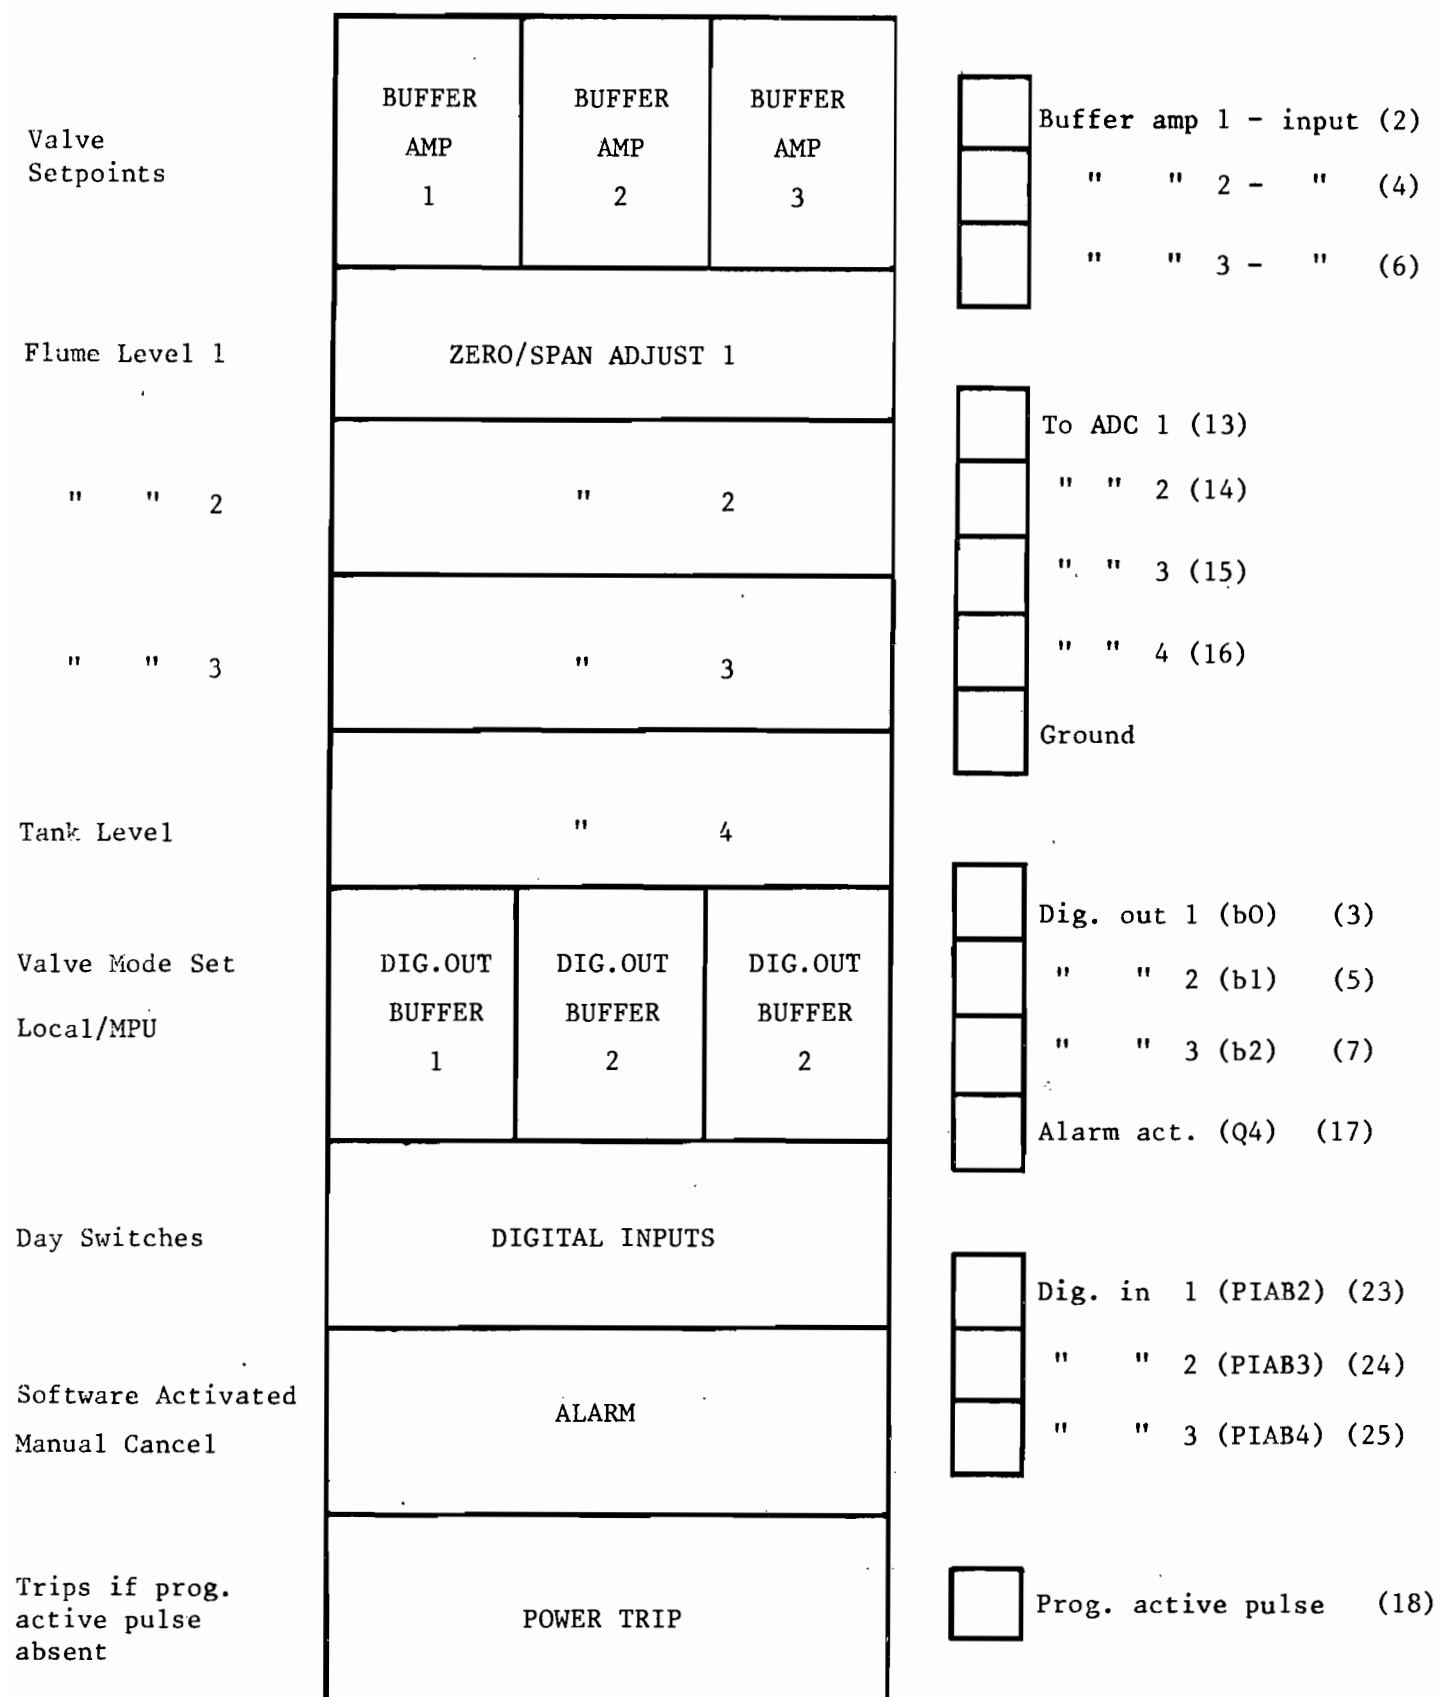 Valve
Setpoints
BUFFER
AMP
1
BUFFER
AMP
2
BUFFER
AMP
3
Buffer amp 1 - input (2)
" " 2 - " (4)
" " 3 - " (6)
Flume Level 1
ZERO/SPAN ADJUST 1
To ADC 1 (13)
" " 2 (14)
" " 3 (15)
" " 4 (16)
Ground
" " 2
" 2
" " 3
" 3
Tank Level
" 4
Valve Mode Set
Local/MPU
DIG.OUT
BUFFER
1
DIG.OUT
BUFFER
2
DIG.OUT
BUFFER
2
Dig. out 1 (b0) (3)
" " 2 (b1) (5)
" " 3 (b2) (7)
Alarm act. (Q4) (17)
Day Switches
DIGITAL INPUTS
Dig. in 1 (PIAB2) (23)
" " 2 (PIAB3) (24)
" " 3 (PIAB4) (25)
Software Activated
Manual Cancel
ALARM
Trips if prog.
active pulse
absent
POWER TRIP
Prog. active pulse (18)